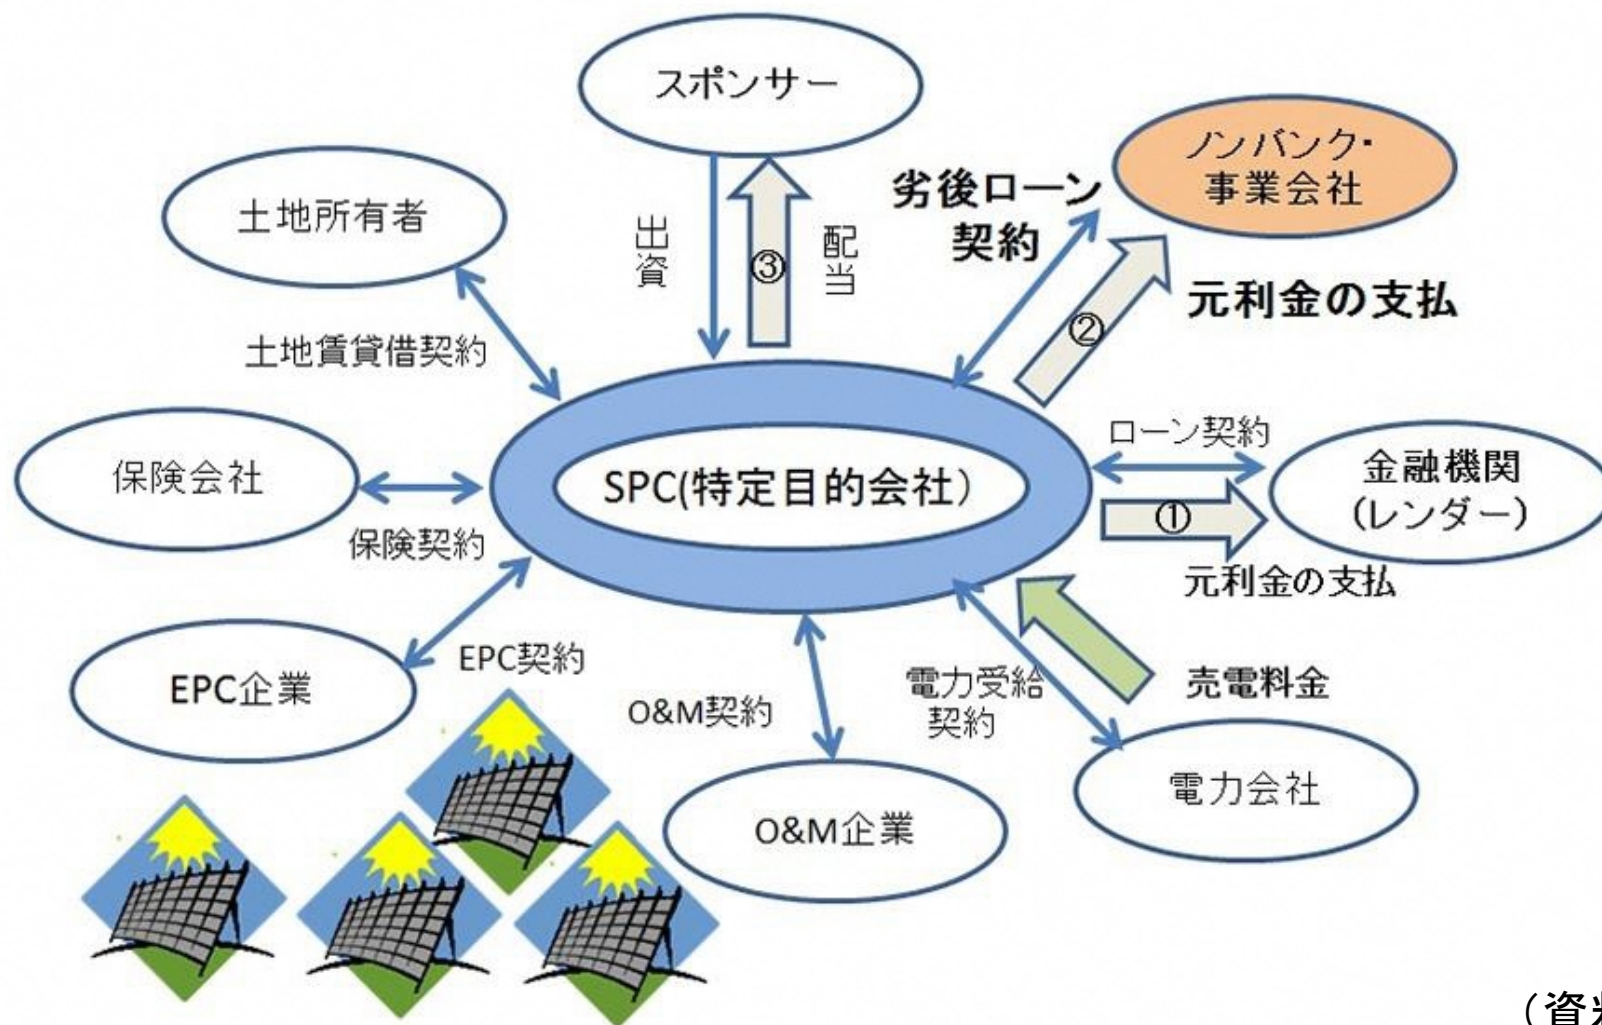 スポンサー
ノンバンク・
事業会社
劣後ローン
契約
土地所有者
出資
③
配当
②
元利金の支払
土地賃貸借契約
ローン契約
保険会社
SPC(特定目的会社)
金融機関
(レンダー)
①
保険契約
元利金の支払
EPC契約
EPC企業
電力受給
契約
売電料金
O&M契約
電力会社
O&M企業
(資料